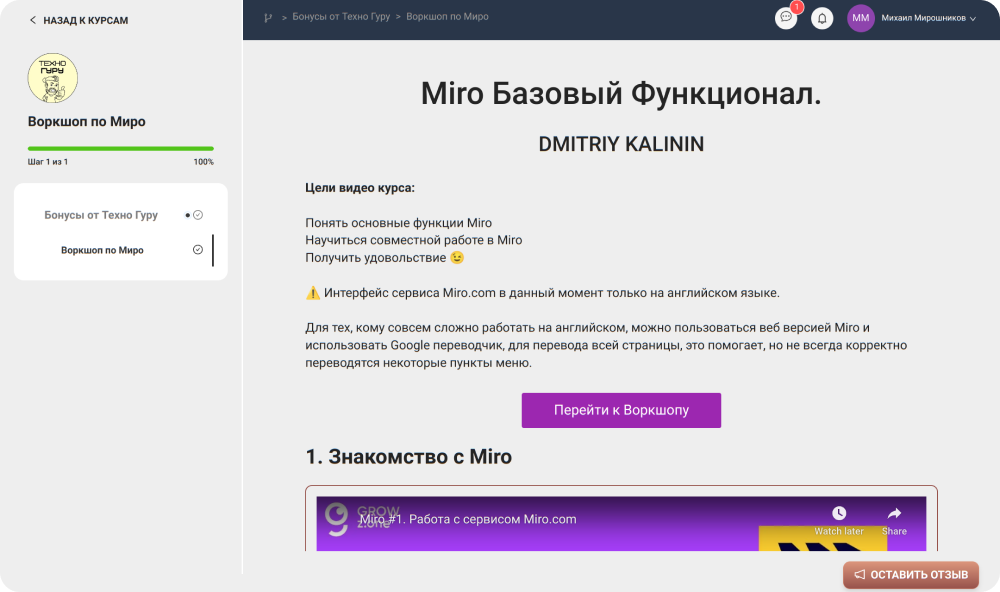 НАЗАД К КУРСАМ
> Бонусы от Техно Гуру > Воркшоп по Миро
1
ММ
Михаил Мирошников
ТЕХНО
ГУРУ
Воркшоп по Миро
Шаг 1 из 1
100%
Бонусы от Техно Гуру
Воркшоп по Миро
Miro Базовый Функционал.
DMITRIY KALININ
Цели видео курса:
Понять основные функции Miro
Научиться совместной работе в Miro
Получить удовольствие 😉
⚠️ Интерфейс сервиса Miro.com в данный момент только на английском языке.
Для тех, кому совсем сложно работать на английском, можно пользоваться веб версией Miro и
использовать Google переводчик, для перевода всей страницы, это помогает, но не всегда корректно
переводятся некоторые пункты меню.
Перейти к Воркшопу
1. Знакомство с Miro
GROW
z.one
Miro #1. Работа с сервисом Miro.com
Watch later
Share
ОСТАВИТЬ ОТЗЫВ